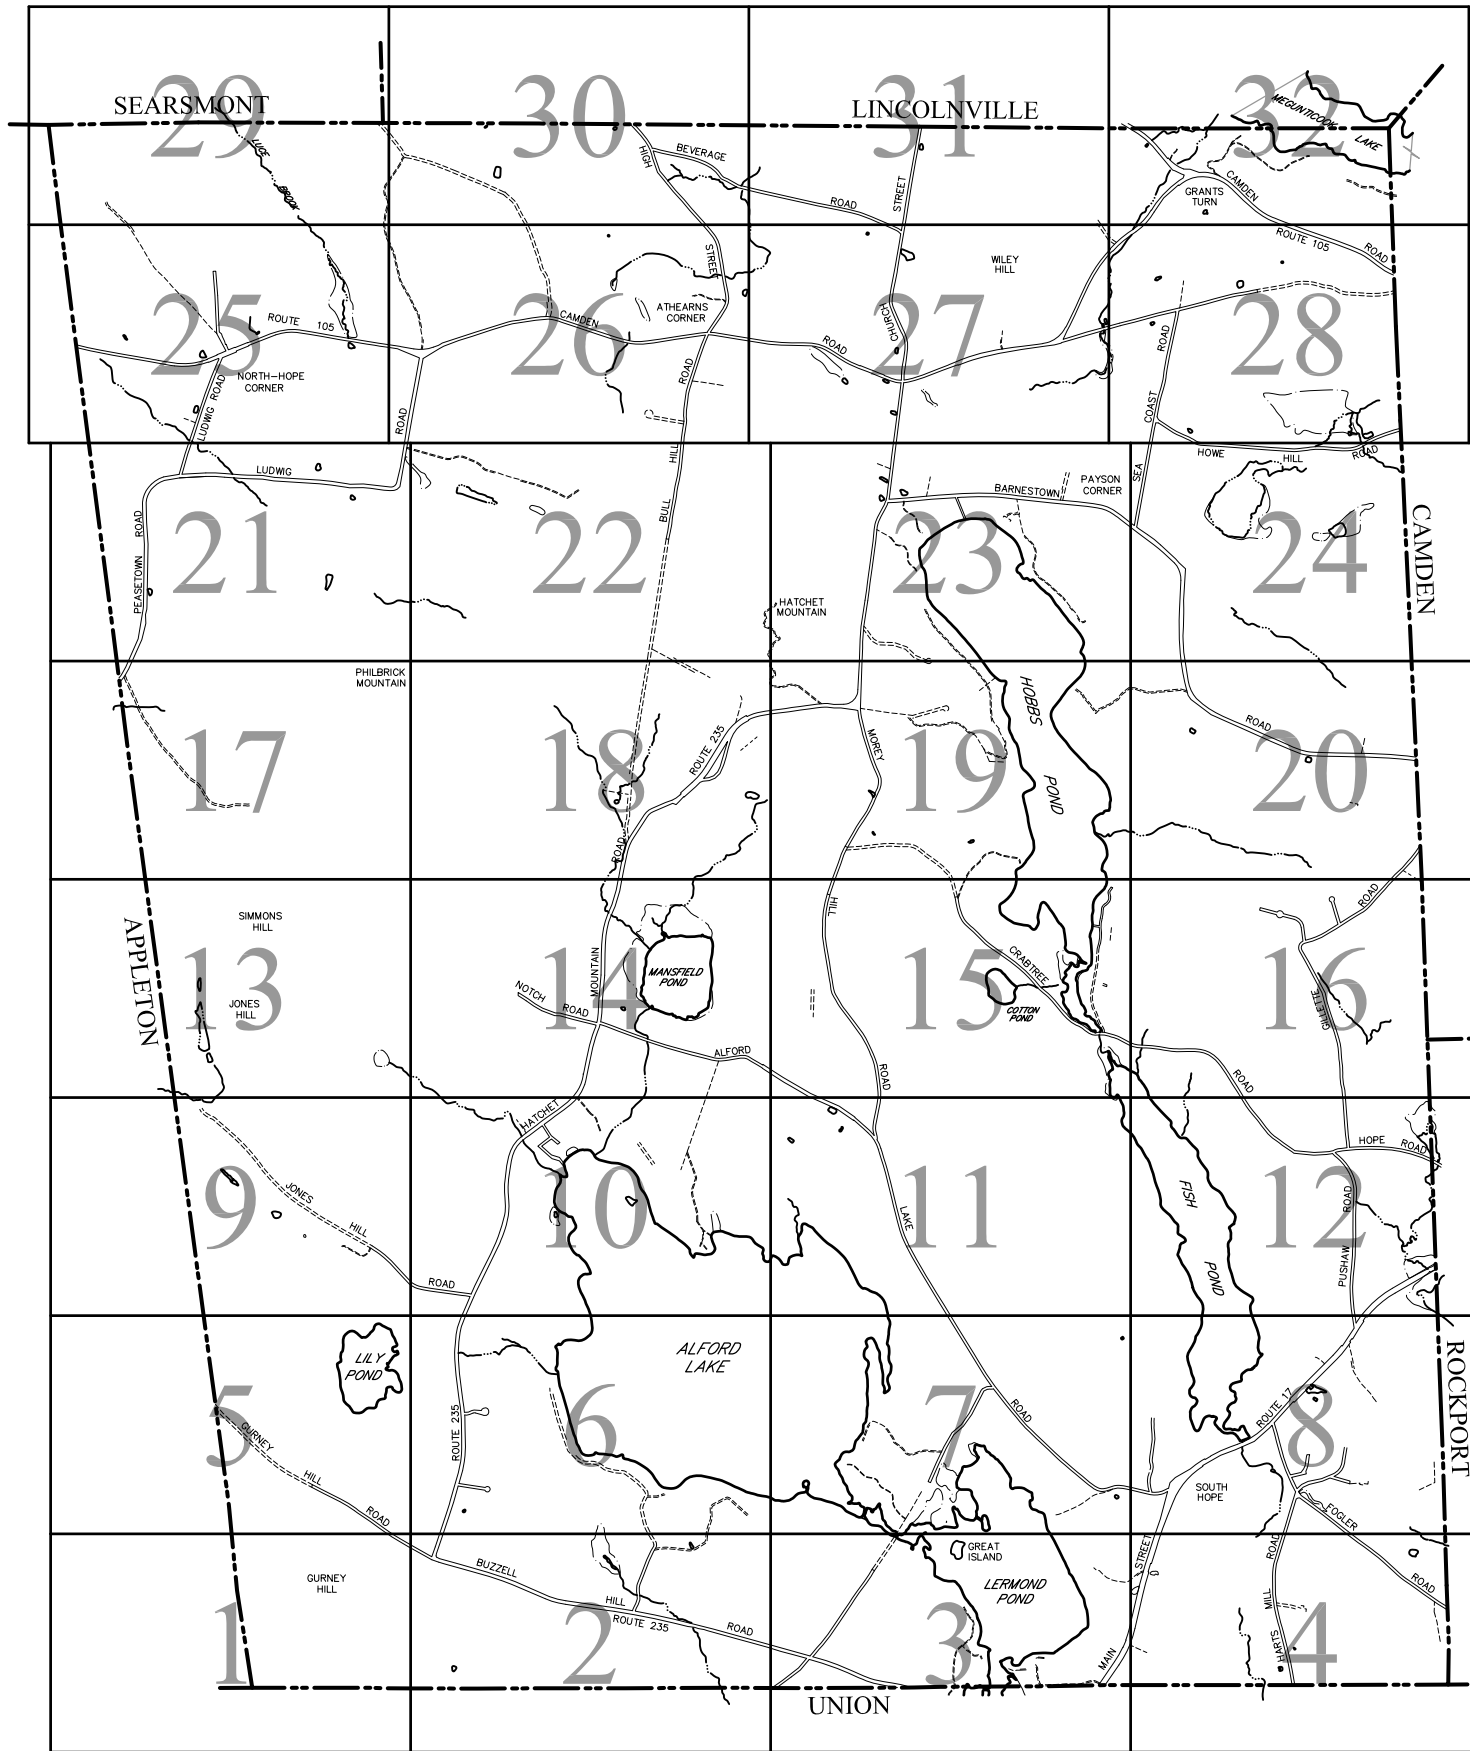 29
30
31
32
SEARSMONT
LINCOLNVILLE
MEGUNTICOOK
LAKE
LUCE
BROOK
HIGH
STREET
BEVERAGE
ROAD
STREET
CHURCH
GRANTS
TURN
CAMDEN
ROUTE 105
ROAD
25
26
27
28
WILEY
HILL
ATHEARNS
CORNER
ROUTE 105
CAMDEN
ROAD
NORTH-HOPE
CORNER
LUDWIG ROAD
ROAD
ROAD
ROAD
COAST
SEA
HOWE
HILL
ROAD
LUDWIG
HILL
BULL
BARNESTOWN
PAYSON
CORNER
PEASETOWN ROAD
21
22
23
24
CAMDEN
HATCHET
MOUNTAIN
PHILBRICK
MOUNTAIN
HOBBS
POND
17
18
19
20
ROUTE 235
MOREY
ROAD
ROAD
APPLETON
SIMMONS
HILL
JONES
HILL
13
14
15
16
HILL
ROAD
MOUNTAIN
MANSFIELD
POND
NOTCH
ROAD
ALFORD
CRABTREE
COTTON
POND
ROAD
GILLETTE
ROAD
HATCHET
ROAD
HOPE ROAD
9
10
11
12
JONES
HILL
ROAD
LAKE
FISH
POND
ROAD
PUSHAW
LILY
POND
ALFORD
LAKE
5
6
7
8
GURNEY
HILL
ROAD
ROUTE 235
ROAD
ROUTE 17
ROCKPORT
SOUTH
HOPE
FOGLER
ROAD
GURNEY
HILL
BUZZELL
HILL
ROUTE 235
ROAD
GREAT
ISLAND
LERMOND
POND
STREET
MAIN
ROAD
MILL
HARTS
1
2
3
4
UNION